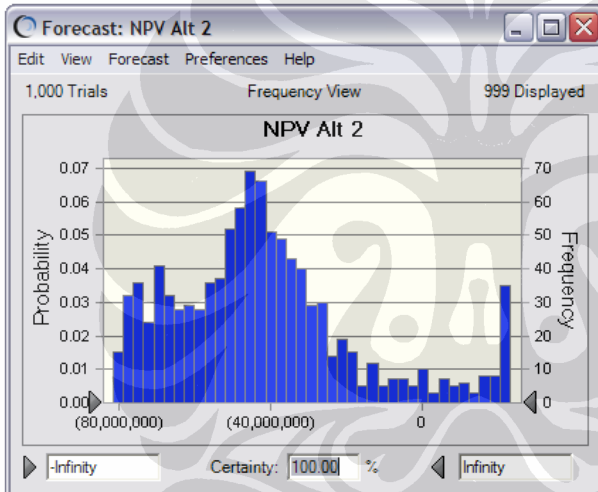 Forecast: NPV Alt 2
Edit View Forecast Preferences Help
1,000 Trials Frequency View 999 Displayed
NPV Alt 2
Probability
0.07
0.06
0.05
0.04
0.03
0.02
0.01
0.00
70
60
50
40
30
20
10
0
Frequency
(80,000,000) (40,000,000) 0
-Infinity Certainty: 100.00 % Infinity